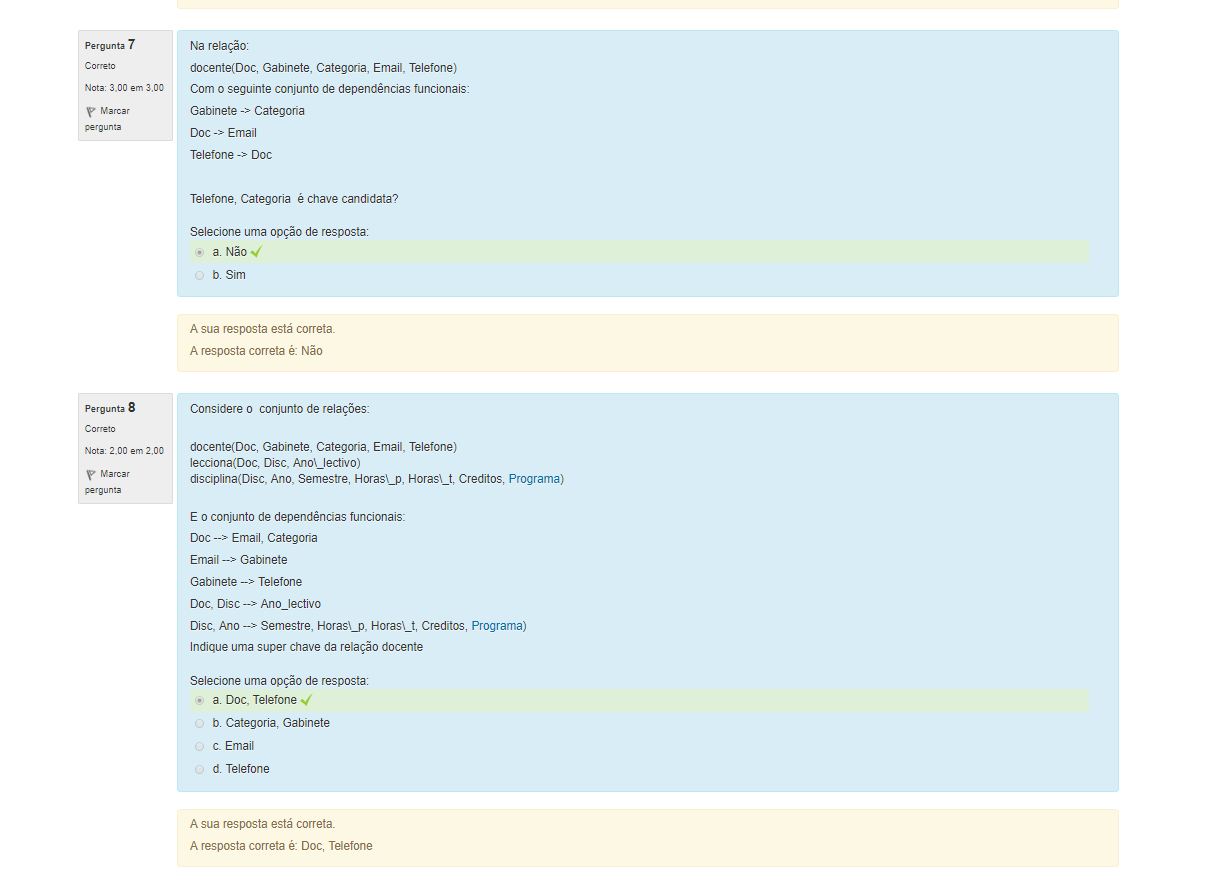 Pergunta 7
Correto
Nota: 3,00 em 3,00
Marcar
pergunta
Na relação:
docente(Doc, Gabinete, Categoria, Email, Telefone)
Com o seguinte conjunto de dependências funcionais:
Gabinete -> Categoria
Doc -> Email
Telefone -> Doc
Telefone, Categoria  é chave candidata?
Selecione uma opção de resposta:
a. Não
b. Sim
A sua resposta está correta.
A resposta correta é: Não
Pergunta 8
Correto
Nota: 2,00 em 2,00
Marcar
pergunta
Considere o  conjunto de relações:
docente(Doc, Gabinete, Categoria, Email, Telefone)
lecciona(Doc, Disc, Ano\_lectivo)
disciplina(Disc, Ano, Semestre, Horas\_p, Horas\_t, Creditos, Programa)
E o conjunto de dependências funcionais:
Doc --> Email, Categoria
Email --> Gabinete
Gabinete --> Telefone
Doc, Disc --> Ano_lectivo
Disc, Ano --> Semestre, Horas\_p, Horas\_t, Creditos, Programa)
Indique uma super chave da relação docente
Selecione uma opção de resposta:
a. Doc, Telefone
b. Categoria, Gabinete
c. Email
d. Telefone
A sua resposta está correta.
A resposta correta é: Doc, Telefone